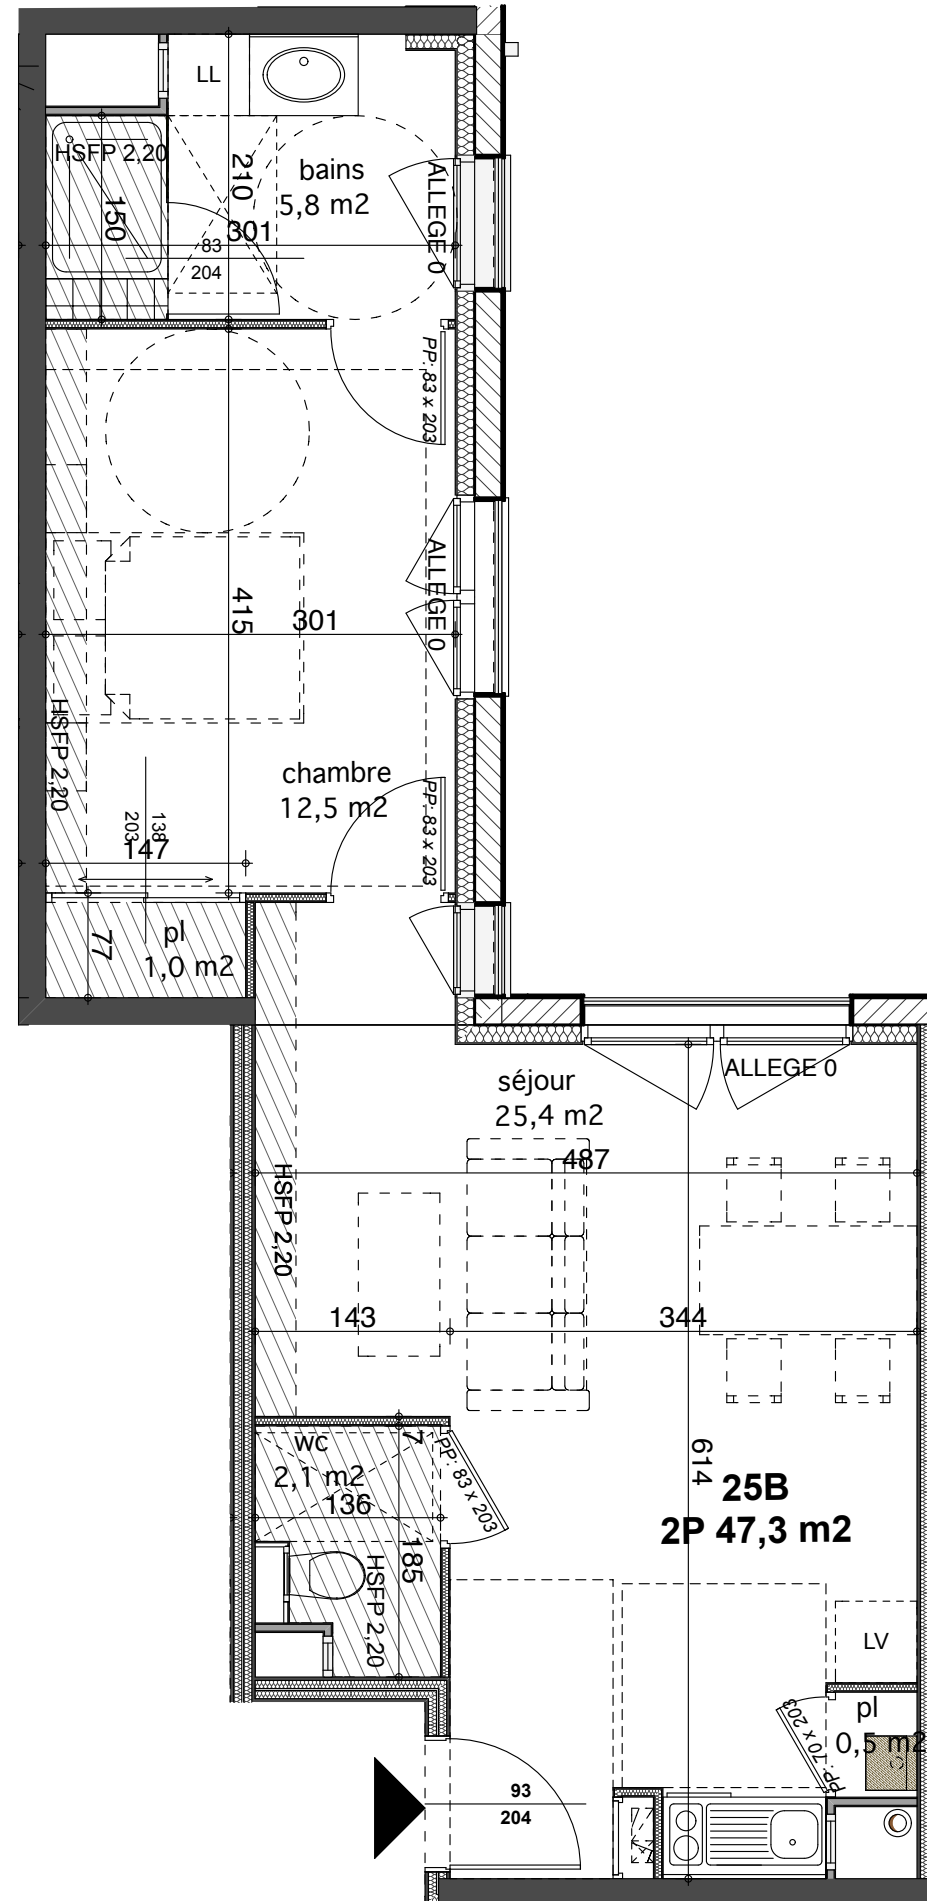 LL
HSFP 2,20
210
bains
5,8 m2
ALLEGE 0
150
301
83
204
PP: 83 x 203
ALLEGE 0
415
301
HSFP 2,20
chambre
12,5 m2
PP: 83 x 203
138
203
147
77
pl
1,0 m2
séjour
25,4 m2
ALLEGE 0
487
HSFP 2,20
143
344
wc
2,1 m2
7
PP: 83 x 203
136
185
HSFP 2,20
614
25B
2P 47,3 m2
LV
pl
0,5 m2
PP: 70 x 203
93
204